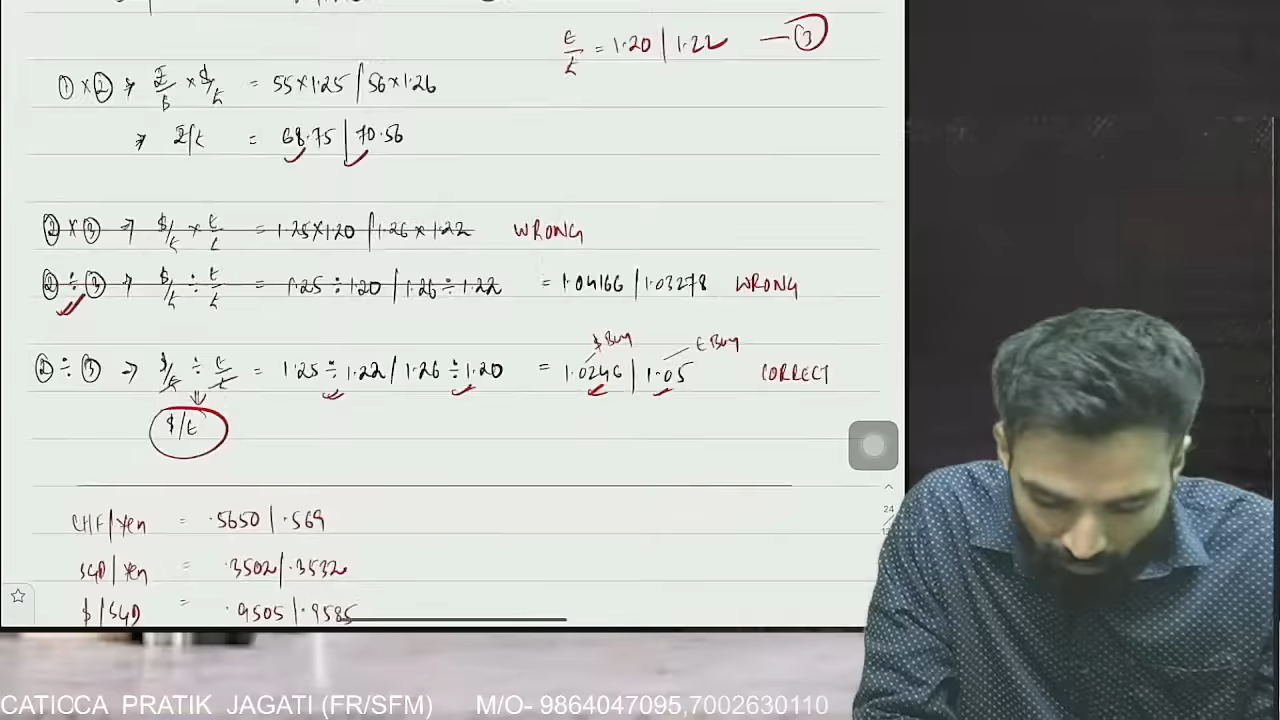 €/£ = 1.20 | 1.22 — ③
① × ② → ₹/$ × $/£ = 55×1.25 | 56×1.26
→ ₹/£ = 68.75 | 70.56
② × ③ → $/£ × €/£ = 1.25×1.20 | 1.26×1.22 WRONG
② ÷ ③ → $/£ ÷ €/£ = 1.25÷1.20 | 1.26÷1.22 = 1.04166 | 1.03278 WRONG
$ Buy € Buy
② ÷ ③ → $/£ ÷ €/£ = 1.25÷1.22 / 1.26÷1.20 = 1.0246 | 1.05 CORRECT
$/€
CHF/Yen = .5650 | .569
SGD/Yen = .3502 | .3532
$/SGD = .9505 | .9585
24
CATIOCA PRATIK JAGATI (FR/SFM) M/O- 9864047095,7002630110